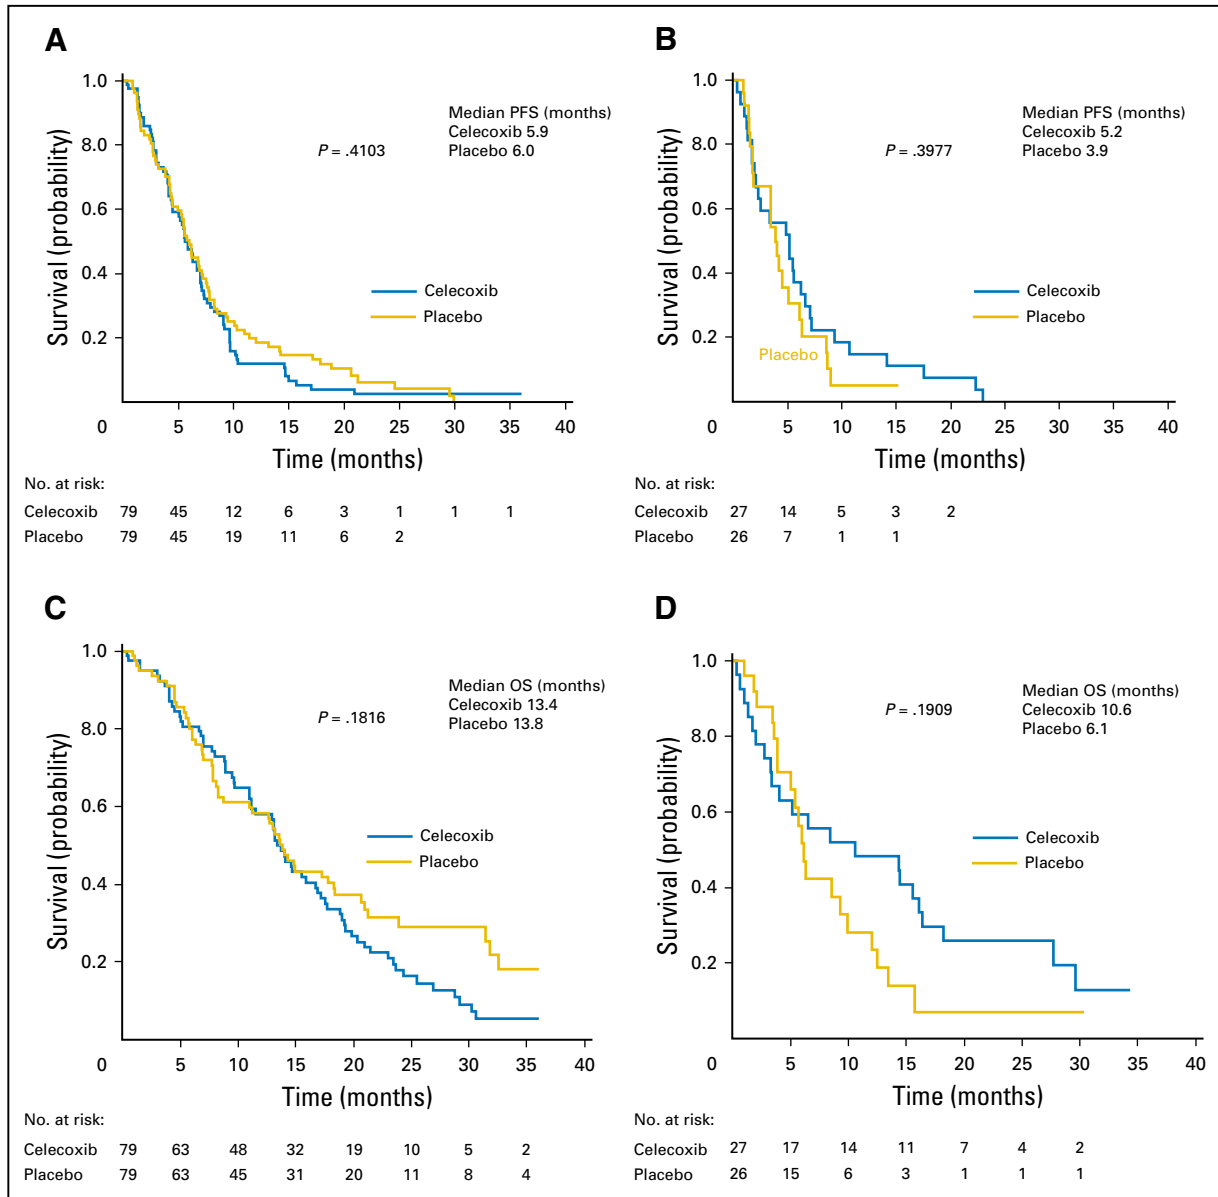 A
1.0
8.0
0.6
0.4
0.2
Survival (probability)
Median PFS (months)
Celecoxib 5.9
Placebo 6.0
P = .4103
Celecoxib
Placebo
0 5 10 15 20 25 30 35 40
Time (months)
No. at risk:
Celecoxib 79 45 12 6 3 1 1 1
Placebo 79 45 19 11 6 2
B
1.0
8.0
0.6
0.4
0.2
Survival (probability)
Median PFS (months)
Celecoxib 5.2
Placebo 3.9
P = .3977
Celecoxib
Placebo
Placebo
0 5 10 15 20 25 30 35 40
Time (months)
No. at risk:
Celecoxib 27 14 5 3 2
Placebo 26 7 1 1
C
1.0
8.0
0.6
0.4
0.2
Survival (probability)
Median OS (months)
Celecoxib 13.4
Placebo 13.8
P = .1816
Celecoxib
Placebo
0 5 10 15 20 25 30 35 40
Time (months)
No. at risk:
Celecoxib 79 63 48 32 19 10 5 2
Placebo 79 63 45 31 20 11 8 4
D
1.0
8.0
0.6
0.4
0.2
Survival (probability)
Median OS (months)
Celecoxib 10.6
Placebo 6.1
P = .1909
Celecoxib
Placebo
0 5 10 15 20 25 30 35 40
Time (months)
No. at risk:
Celecoxib 27 17 14 11 7 4 2
Placebo 26 15 6 3 1 1 1